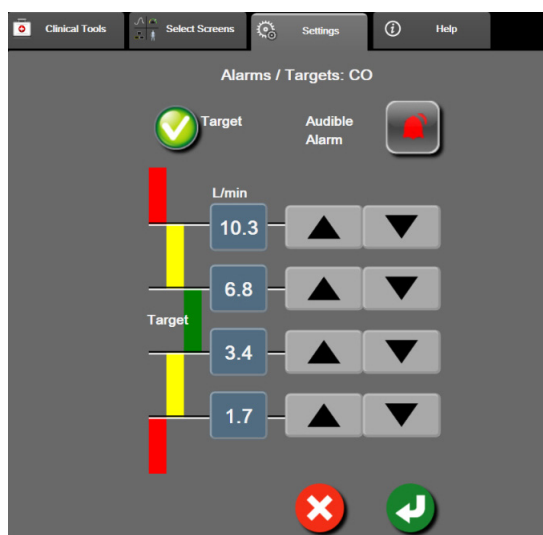 Clinical Tools Select Screens Settings Help
Alarms / Targets: CO
Target Audible
Alarm
L/min
10.3
6.8
Target
3.4
1.7